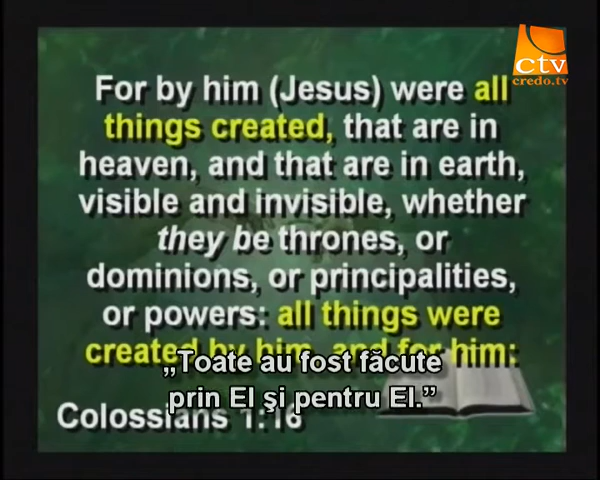 ctv
credo.tv
For by him (Jesus) were all
things created, that are in
heaven, and that are in earth,
visible and invisible, whether
they be thrones, or
dominions, or principalities,
or powers: all things were
created by him, and for him:
„Toate au fost făcute
prin El şi pentru El.”
Colossians 1:16